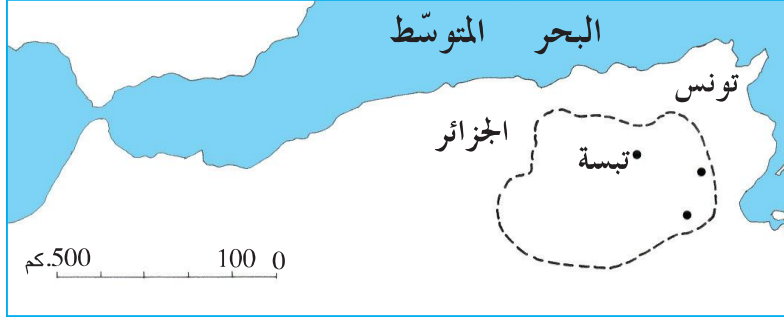 البحر المتوسّط
تونس
الجزائر
تبسة
0 100 500.كم